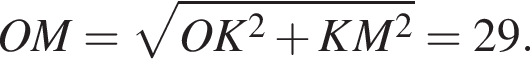 OM = √(OK² + KM²) = 29.